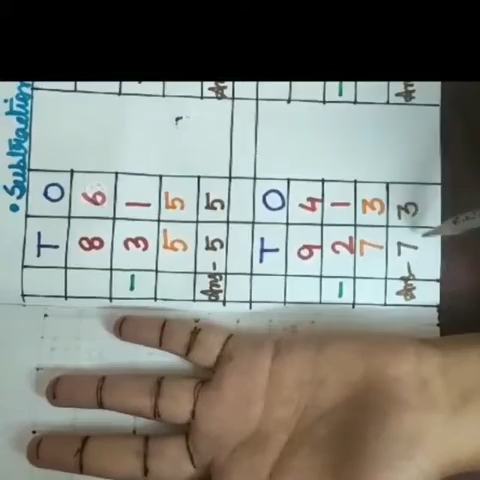 • Subtraction
T O
8 6
- 3 1
5 5
Ans- 5 5
T O
9 4
- 2 1
7 3
Ans- 7 3